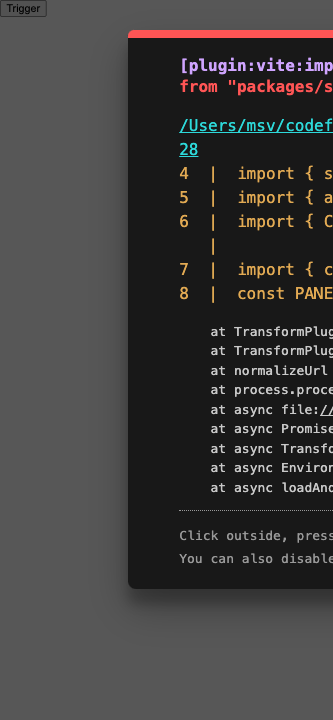 Trigger
[plugin:vite:imp
from "packages/s
/Users/msv/codef
28
4 | import { s
5 | import { a
6 | import { C
|
7 | import { c
8 | const PANE
at TransformPlug
at TransformPlug
at normalizeUrl
at process.proce
at async file://
at async Promise
at async Transfo
at async Environ
at async loadAnd
Click outside, press
You can also disable